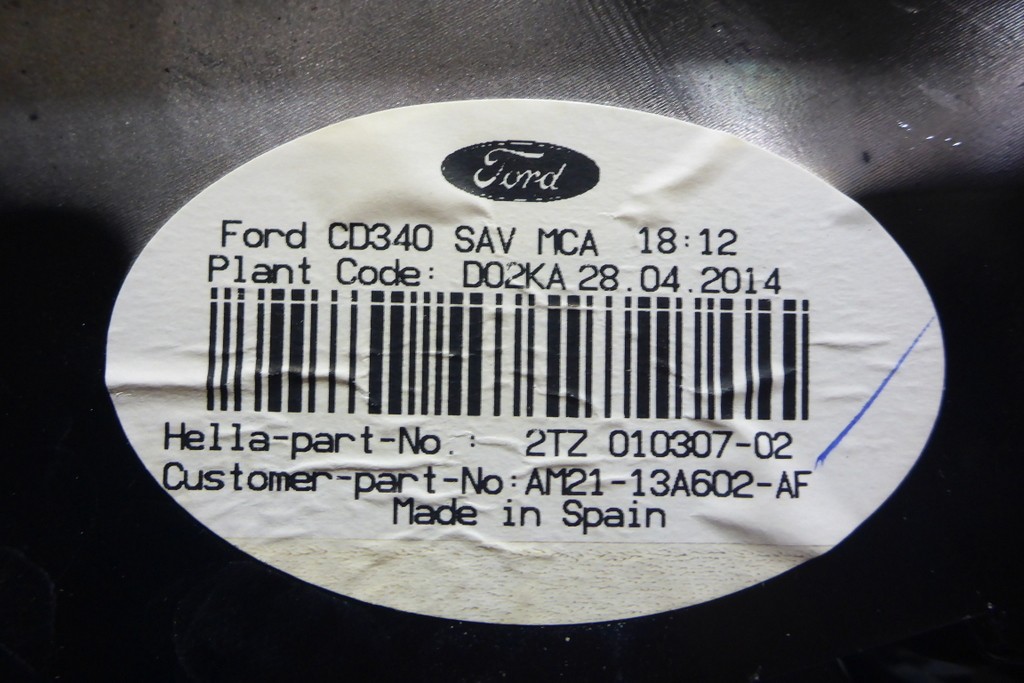 Ford
Ford CD340 SAV MCA 18:12
Plant Code: D02KA 28.04.2014
Hella-part-No.: 2TZ 010307-02
Customer-part-No:AM21-13A602-AF
Made in Spain